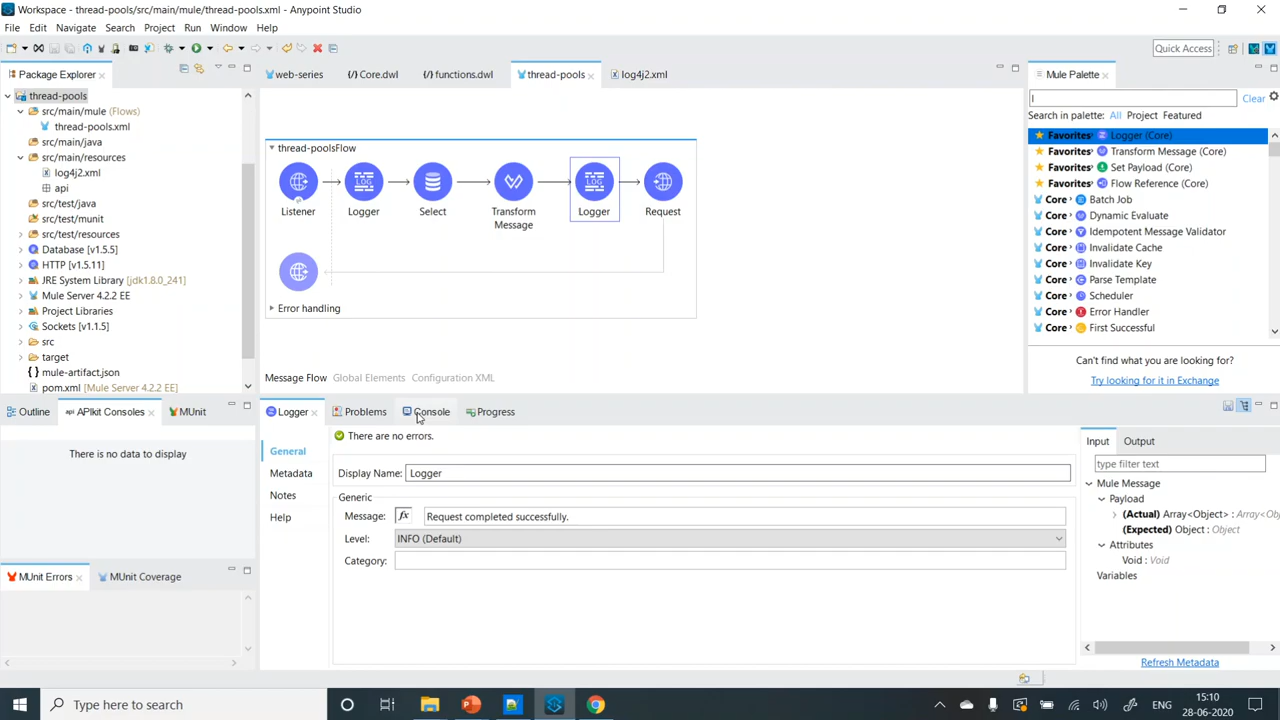 Workspace - thread-pools/src/main/mule/thread-pools.xml - Anypoint Studio
File Edit Navigate Search Project Run Window Help
Quick Access
Package Explorer
thread-pools
src/main/mule (Flows)
thread-pools.xml
src/main/java
src/main/resources
log4j2.xml
api
src/test/java
src/test/munit
src/test/resources
Database [v1.5.5]
HTTP [v1.5.11]
JRE System Library [jdk1.8.0_241]
Mule Server 4.2.2 EE
Project Libraries
Sockets [v1.1.5]
src
target
mule-artifact.json
pom.xml [Mule Server 4.2.2 EE]
web-series Core.dwl functions.dwl thread-pools log4j2.xml
thread-poolsFlow
LOG LOG
Listener Logger Select Transform Message Logger Request
Error handling
Message Flow Global Elements Configuration XML
Mule Palette
l
Clear
Search in palette: All Project Featured
Favorites Logger (Core)
Favorites Transform Message (Core)
Favorites Set Payload (Core)
Favorites Flow Reference (Core)
Core Batch Job
Core Dynamic Evaluate
Core Idempotent Message Validator
Core Invalidate Cache
Core Invalidate Key
Core Parse Template
Core Scheduler
Core Error Handler
Core First Successful
Can't find what you are looking for?
Try looking for it in Exchange
Outline APIkit Consoles MUnit
There is no data to display
MUnit Errors MUnit Coverage
Logger Problems Console Progress
There are no errors.
General
Metadata
Notes
Help
Display Name: Logger
Generic
Message: fx Request completed successfully.
Level: INFO (Default)
Category:
Input Output
type filter text
Mule Message
Payload
(Actual) Array<Object> : Array<Ob
(Expected) Object : Object
Attributes
Void : Void
Variables
Refresh Metadata
Type here to search
ENG
15:10
28-06-2020